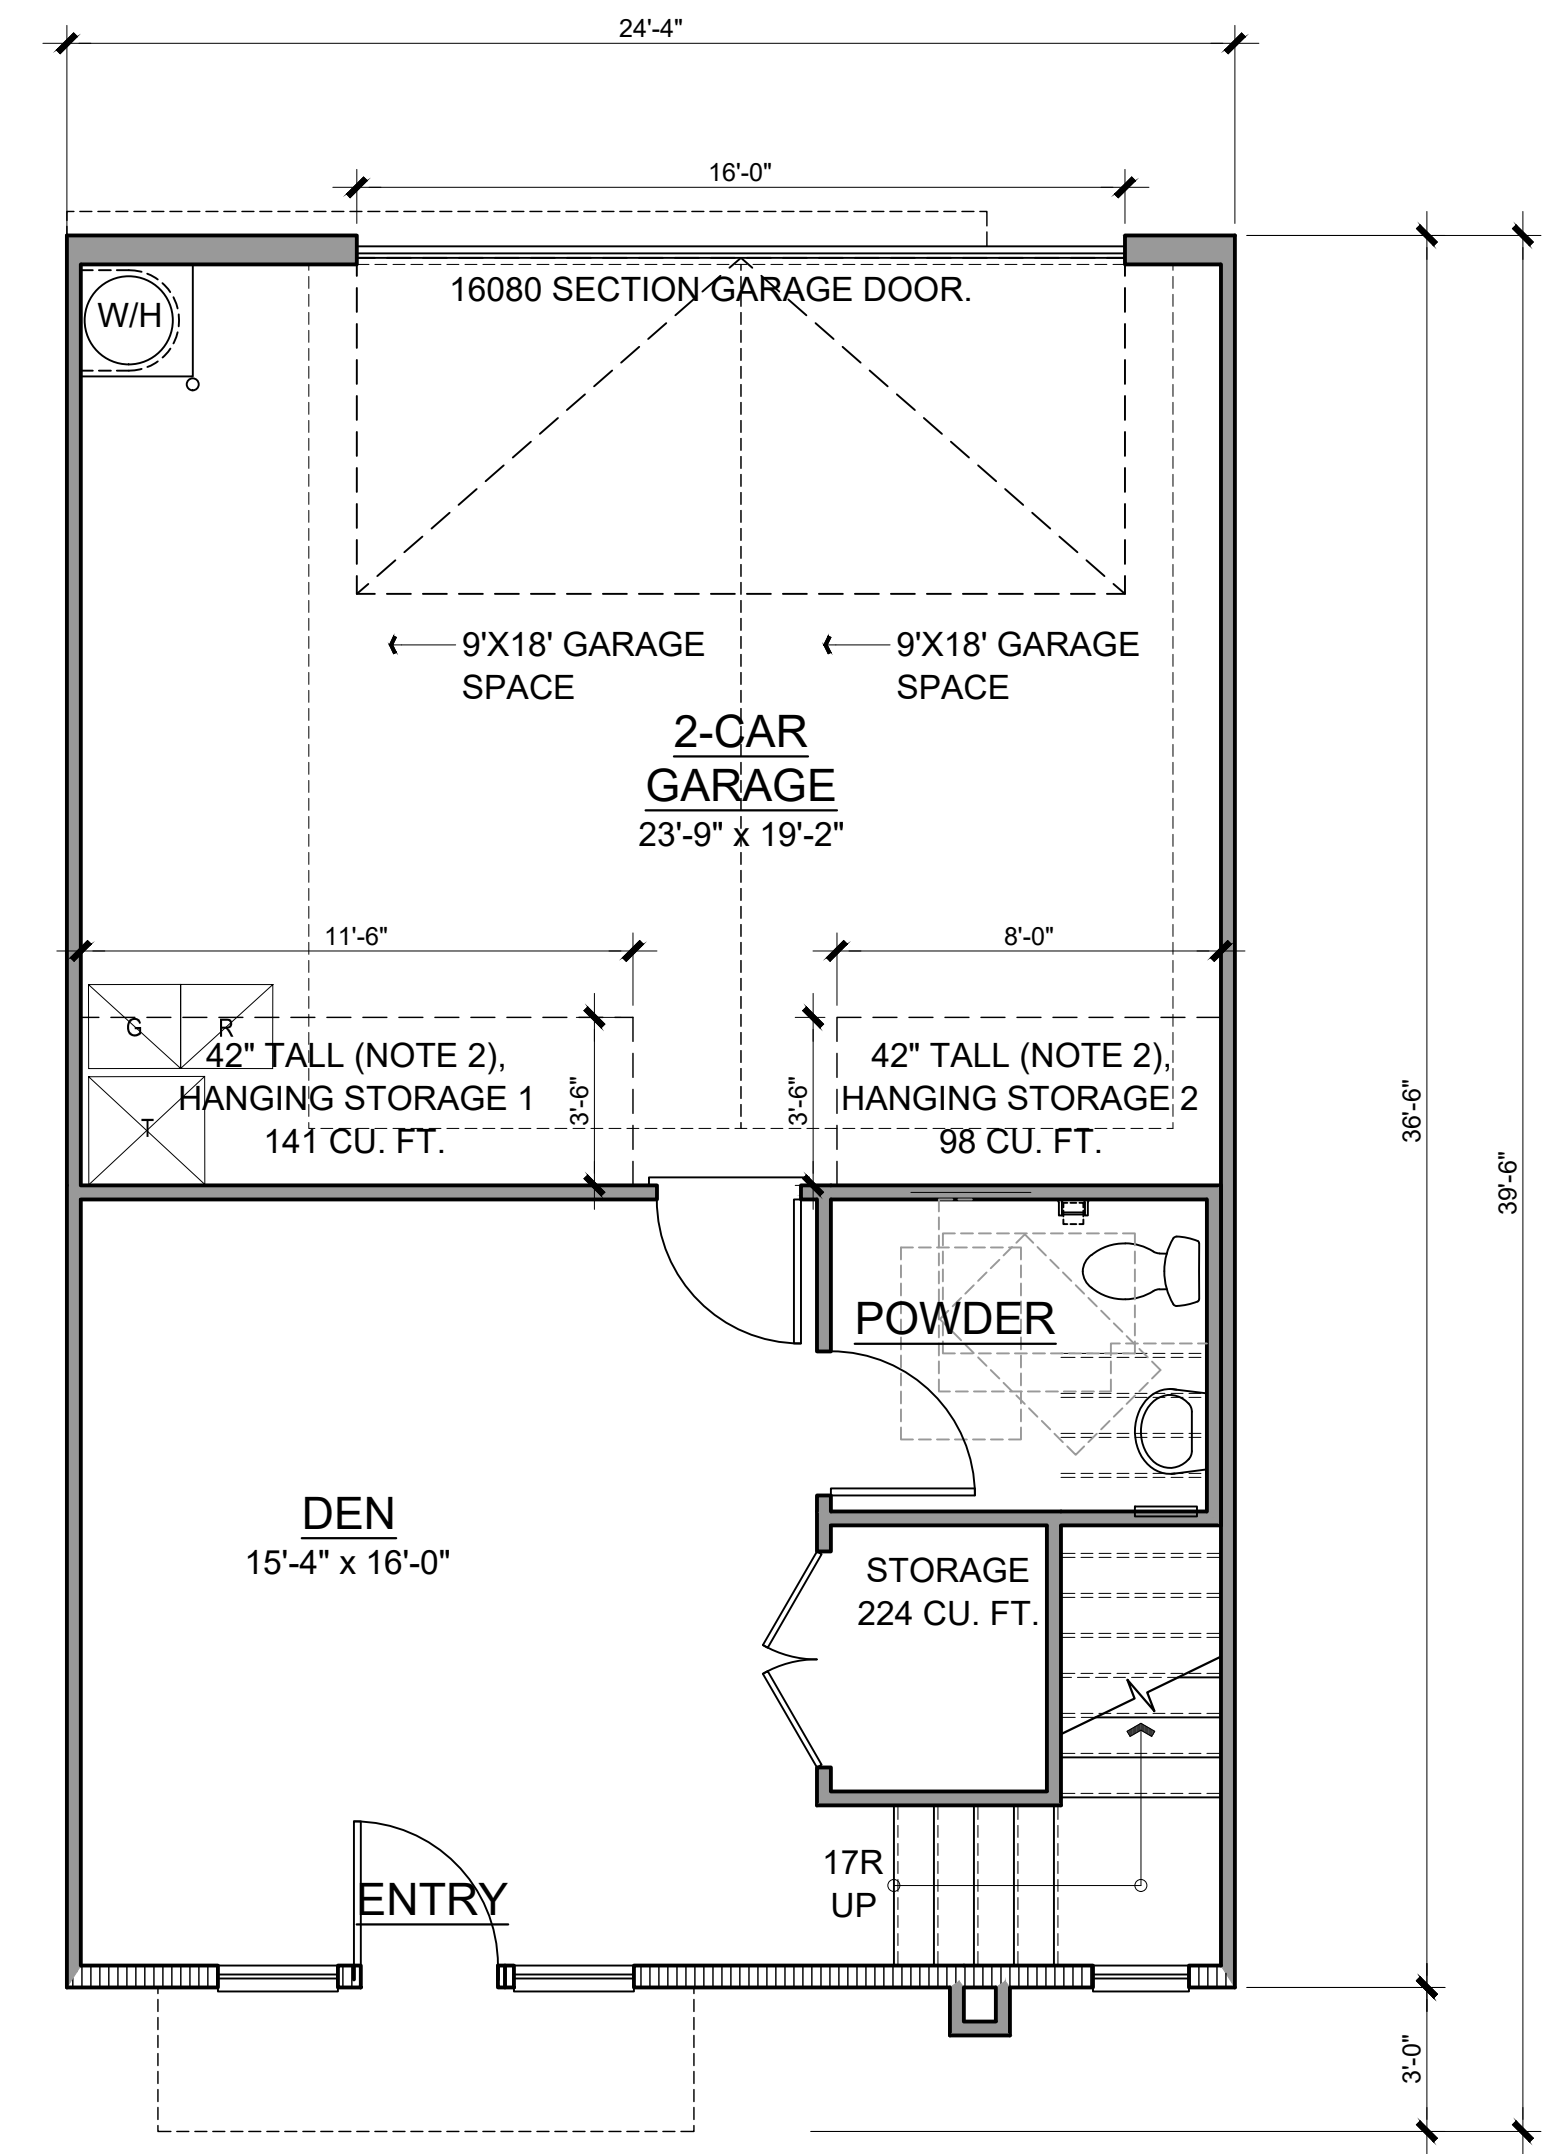 24'-4"
16'-0"
16080 SECTION GARAGE DOOR.
W/H
9'X18' GARAGE
SPACE
9'X18' GARAGE
SPACE
2-CAR
GARAGE
23'-9" x 19'-2"
11'-6"
8'-0"
G
R
42" TALL (NOTE 2),
HANGING STORAGE 1
141 CU. FT.
T
3'-6"
3'-6"
42" TALL (NOTE 2),
HANGING STORAGE 2
98 CU. FT.
36'-6"
39'-6"
POWDER
DEN
15'-4" x 16'-0"
STORAGE
224 CU. FT.
17R
UP
ENTRY
3'-0"